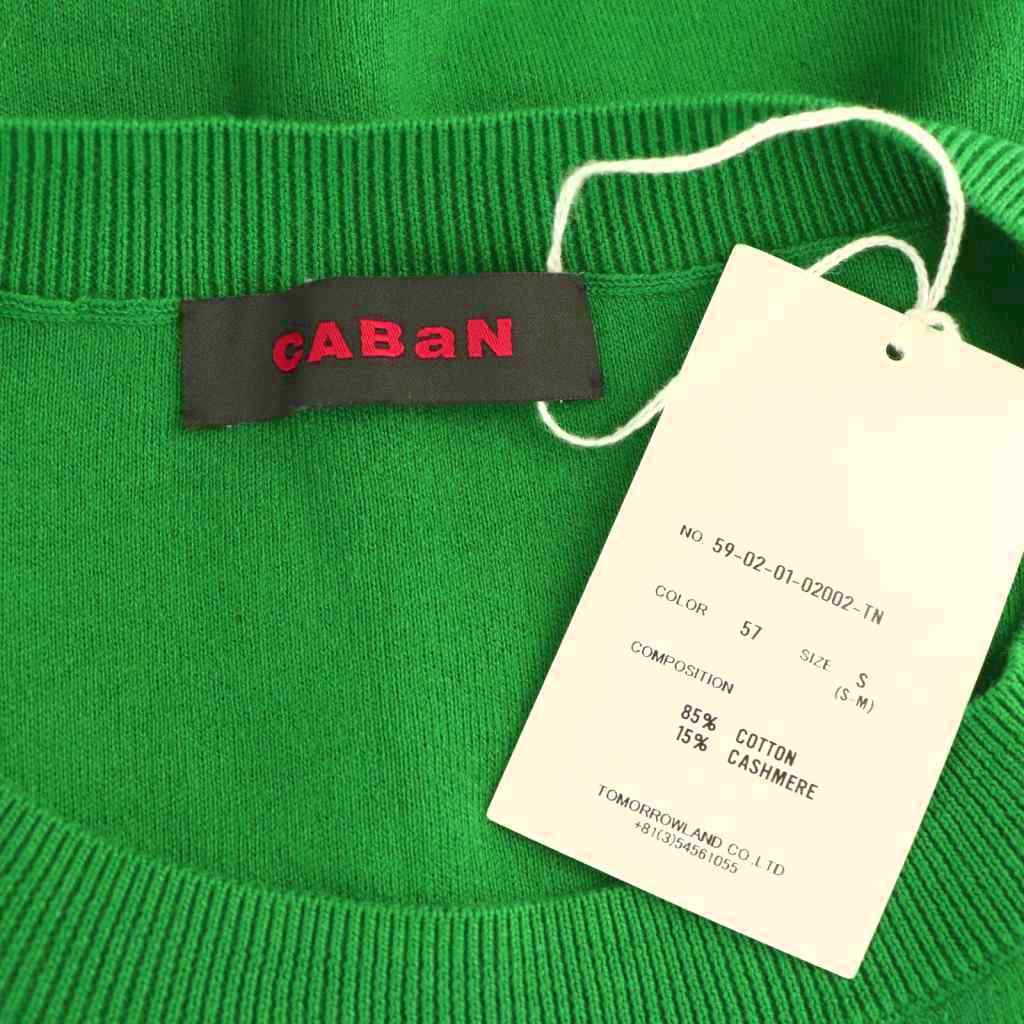 CABaN
NO. 59-02-01-02002-TN
COLOR 57 SIZE S
(S-M)
COMPOSITION
85% COTTON
15% CASHMERE
TOMORROWLAND CO.,LTD
+81(3)54561055